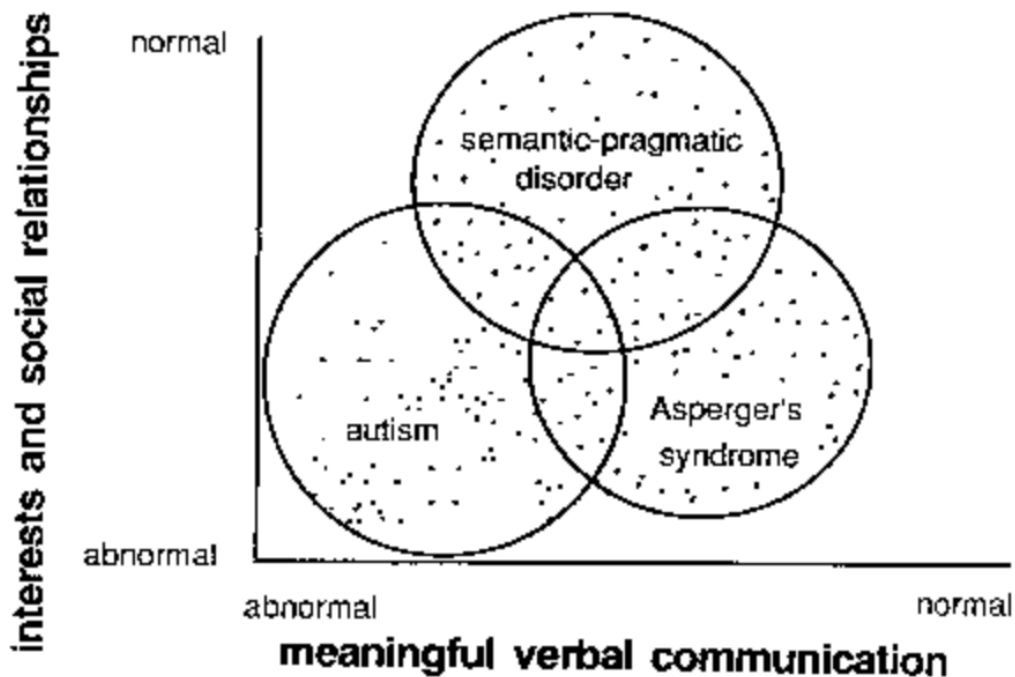 interests and social relationships
normal
semantic-pragmatic
disorder
autism
Asperger's
syndrome
abnormal
abnormal
normal
meaningful verbal communication